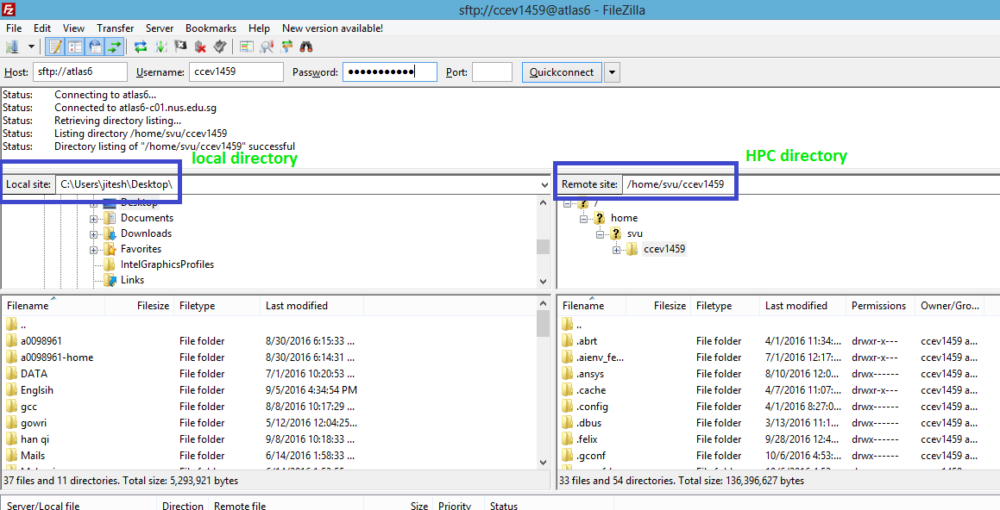 sftp://ccev1459@atlas6 - FileZilla
File Edit View Transfer Server Bookmarks Help New version available!
Host: sftp://atlas6 Username: ccev1459 Password: ●●●●●●●●●●● Port: Quickconnect
Status: Connecting to atlas6...
Status: Connected to atlas6-c01.nus.edu.sg
Status: Retrieving directory listing...
Status: Listing directory /home/svu/ccev1459
Status: Directory listing of "/home/svu/ccev1459" successful
local directory
HPC directory
Local site: C:\Users\jitesh\Desktop\
Desktop
Documents
Downloads
Favorites
IntelGraphicsProfiles
Links
Remote site: /home/svu/ccev1459
/
home
svu
ccev1459
Filename Filesize Filetype Last modified
..
a0098961 File folder 8/30/2016 6:15:33 ...
a0098961-home File folder 8/30/2016 6:14:31 ...
DATA File folder 7/1/2016 10:20:53 ...
Englsih File folder 9/5/2016 4:34:54 PM
gcc File folder 8/8/2016 10:17:29 ...
gowri File folder 5/12/2016 12:04:25...
han qi File folder 9/8/2016 10:18:33 ...
Mails File folder 6/14/2016 1:58:33 ...
37 files and 11 directories. Total size: 5,293,921 bytes
Filename Filesize Filetype Last modified Permissions Owner/Gro...
..
.abrt File folder 4/1/2016 11:34:... drwxr-x--- ccev1459 a...
.aienv_fe... File folder 7/1/2016 12:17:... drwxr-x--- ccev1459 a...
.ansys File folder 8/10/2016 12:0... drwx------ ccev1459 a...
.cache File folder 4/7/2016 11:07:... drwxr-x--- ccev1459 a...
.config File folder 4/1/2016 8:27:0... drwx------ ccev1459 a...
.dbus File folder 3/13/2016 11:1... drwx------ ccev1459 a...
.felix File folder 9/28/2016 12:4... drwx------ ccev1459 a...
.gconf File folder 10/6/2016 4:53:... drwx------ ccev1459 a...
33 files and 54 directories. Total size: 136,396,627 bytes
Server/Local file Direction Remote file Size Priority Status